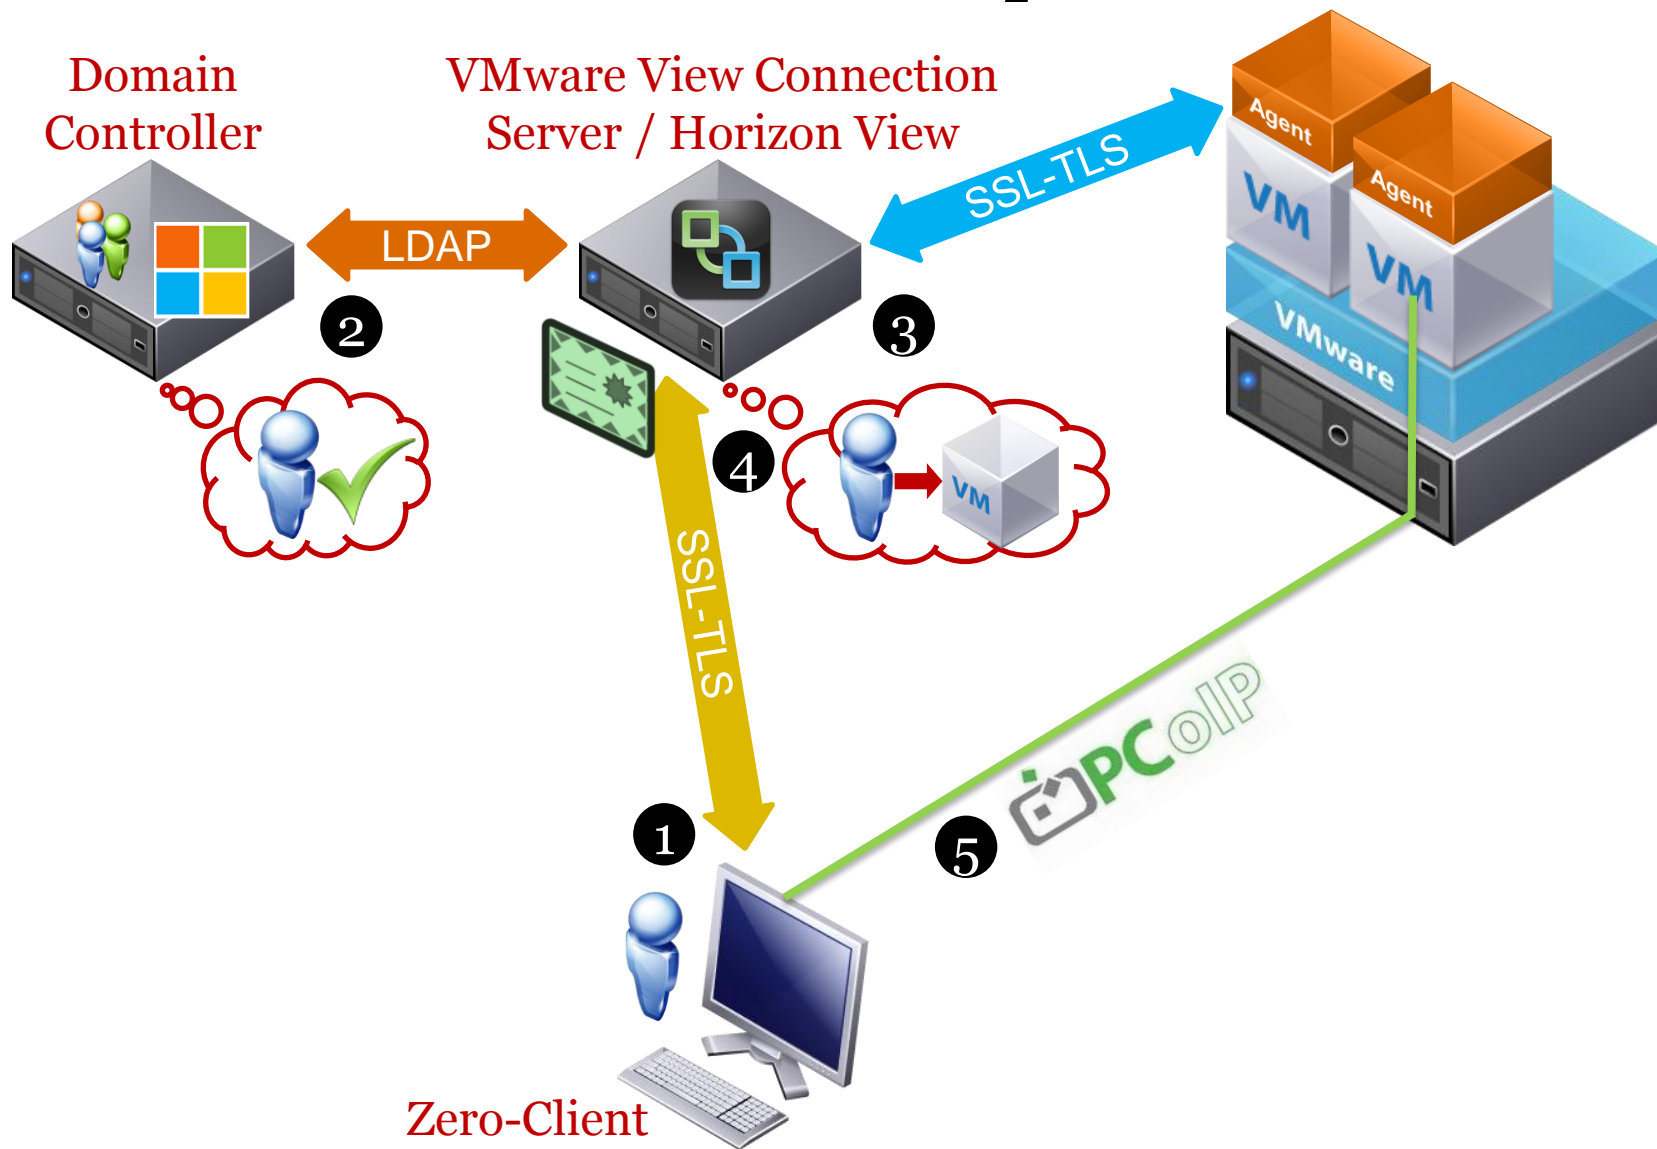 Domain
Controller
VMware View Connection
Server / Horizon View
LDAP
SSL-TLS
Agent
Agent
VM
VM
VMware
2
3
4
VM
SSL-TLS
1
5
PCoIP
Zero-Client